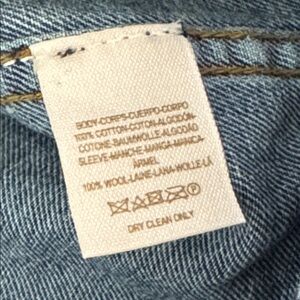 BODY-CORPS-CUERPO-CORPO
100% COTTON-COTON-ALGODÓN-
COTONE-BAUMWOLLE-ALGODÃO
SLEEVE-MANCHE-MANGA-MANICA-
ÄRMEL
100% WOOL-LAINE-LANA-WOLLE-LÃ
P
DRY CLEAN ONLY